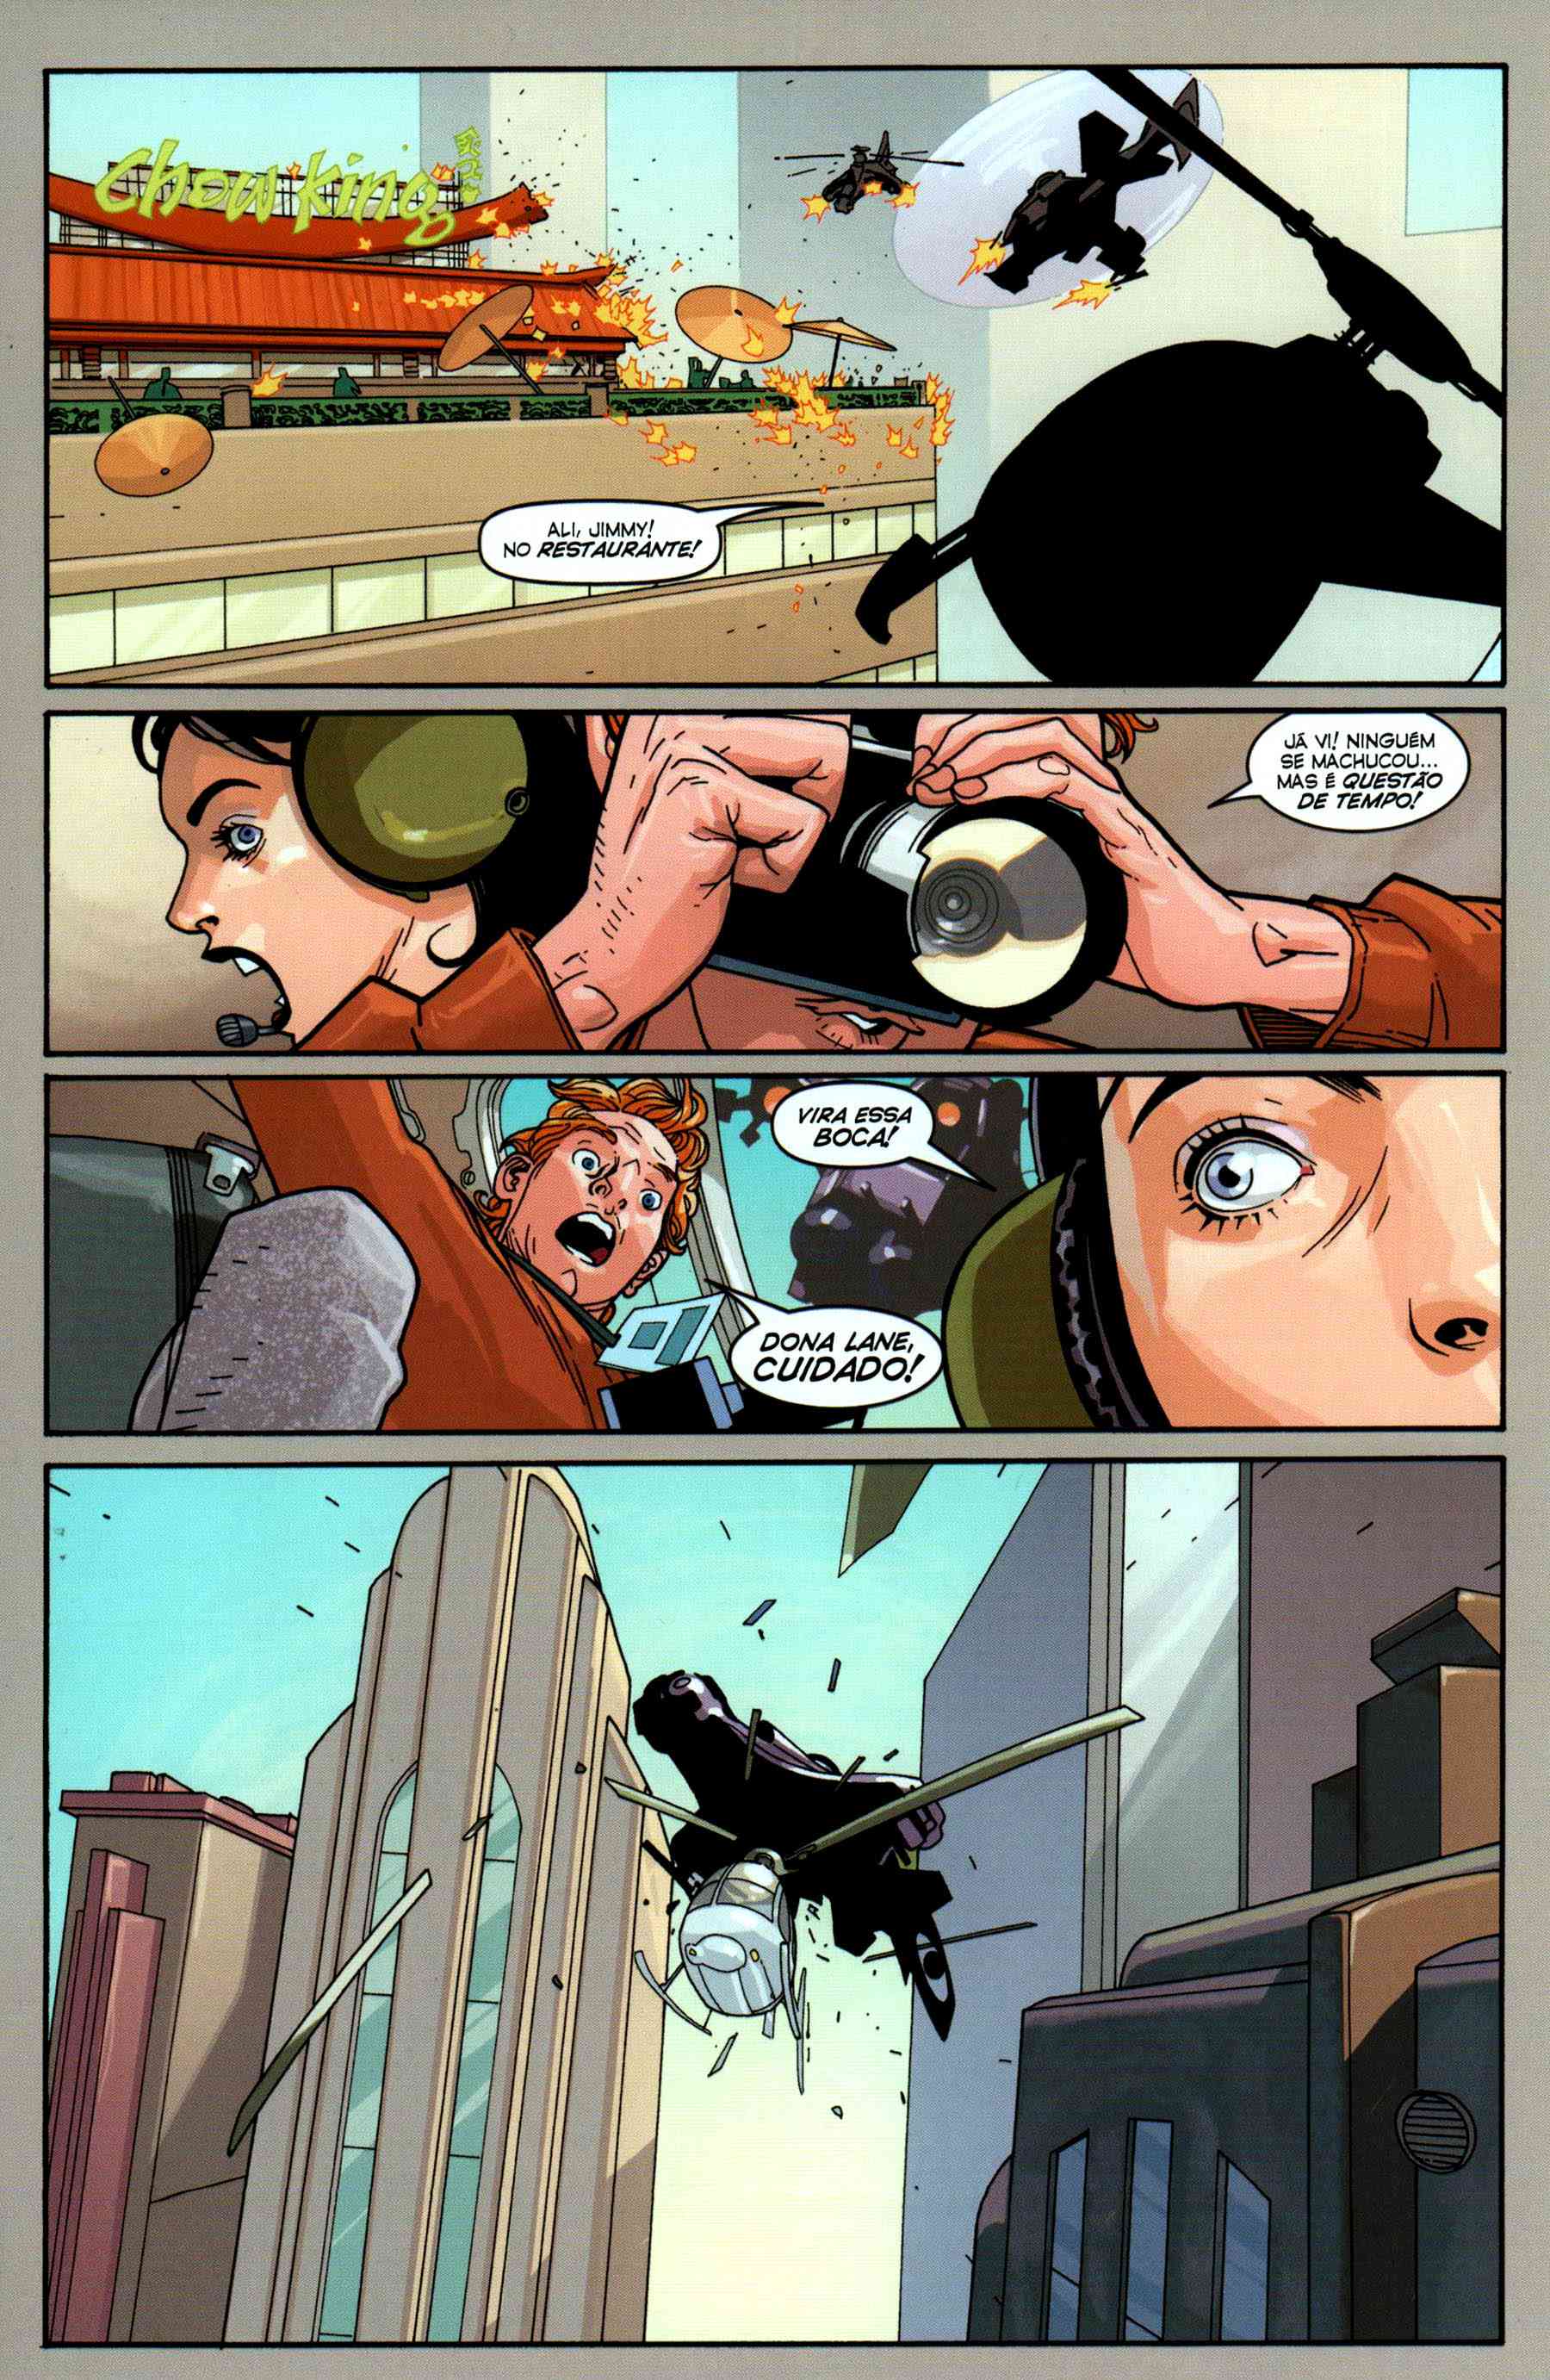 Chow king
ALI, JIMMY!
NO RESTAURANTE!
JÁ VI! NINGUÉM
SE MACHUCOU...
MAS É QUESTÃO
DE TEMPO!
VIRA ESSA
BOCA!
DONA LANE,
CUIDADO!